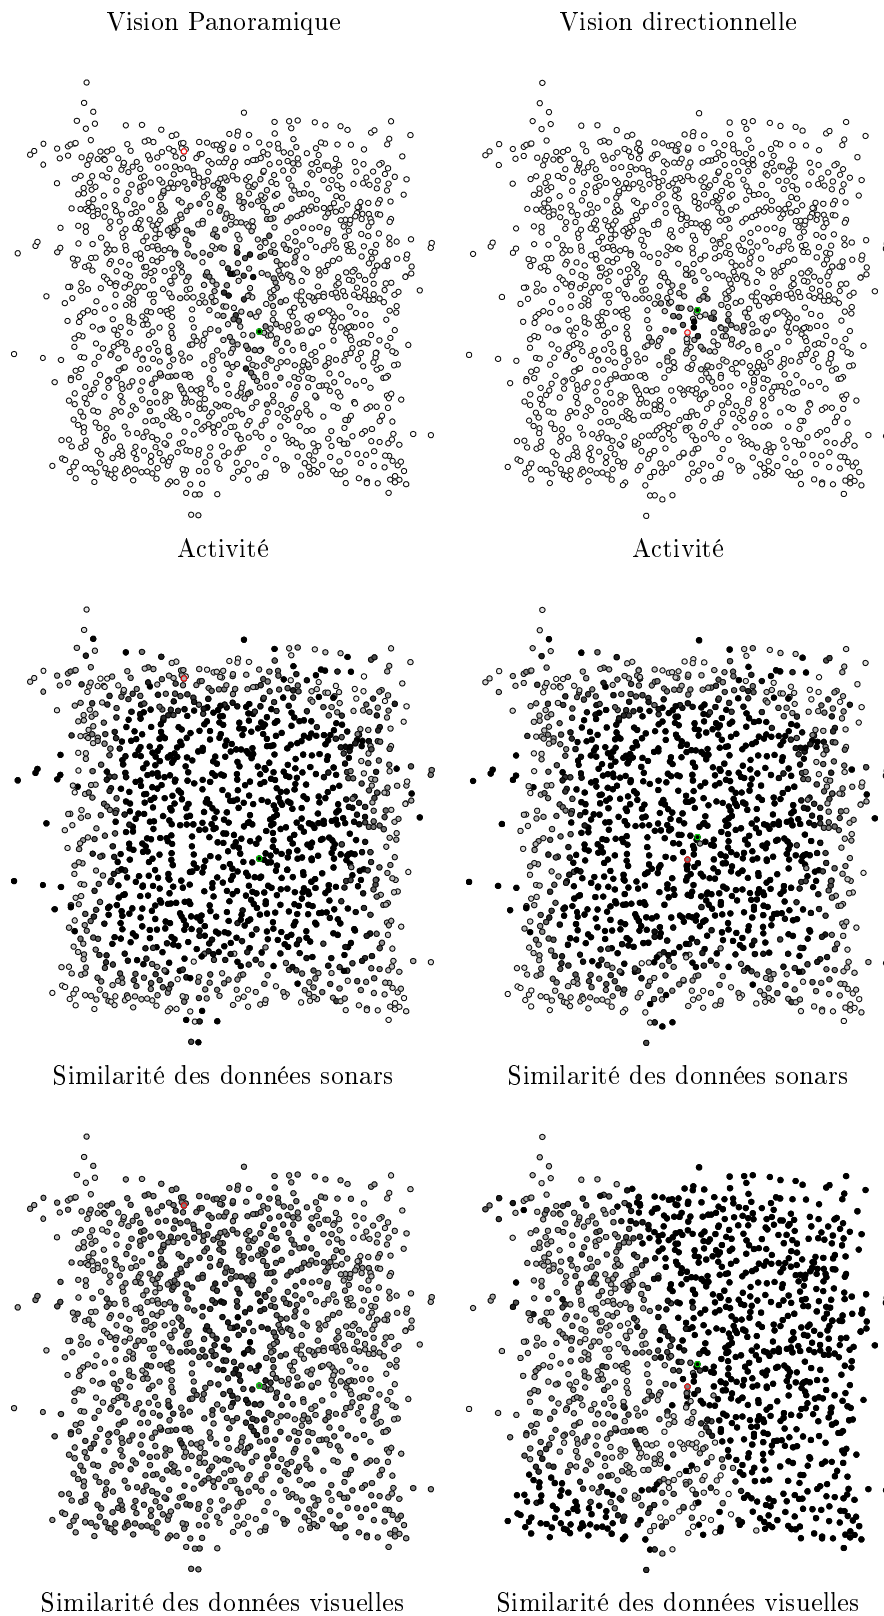 Vision Panoramique
Vision directionnelle
Activité
Activité
Similarité des données sonars
Similarité des données sonars
Similarité des données visuelles
Similarité des données visuelles